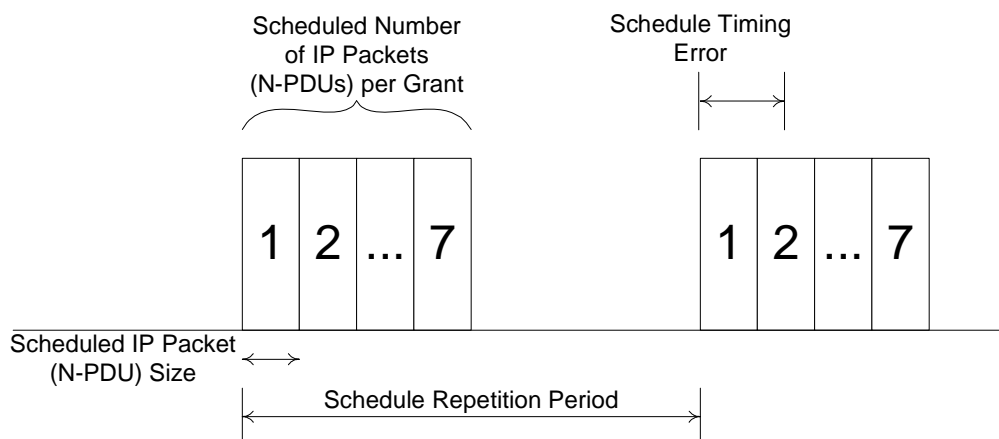 Scheduled Number
of IP Packets
(N-PDUs) per Grant
Schedule Timing
Error
1 2 ... 7
1 2 ... 7
Scheduled IP Packet
(N-PDU) Size
Schedule Repetition Period